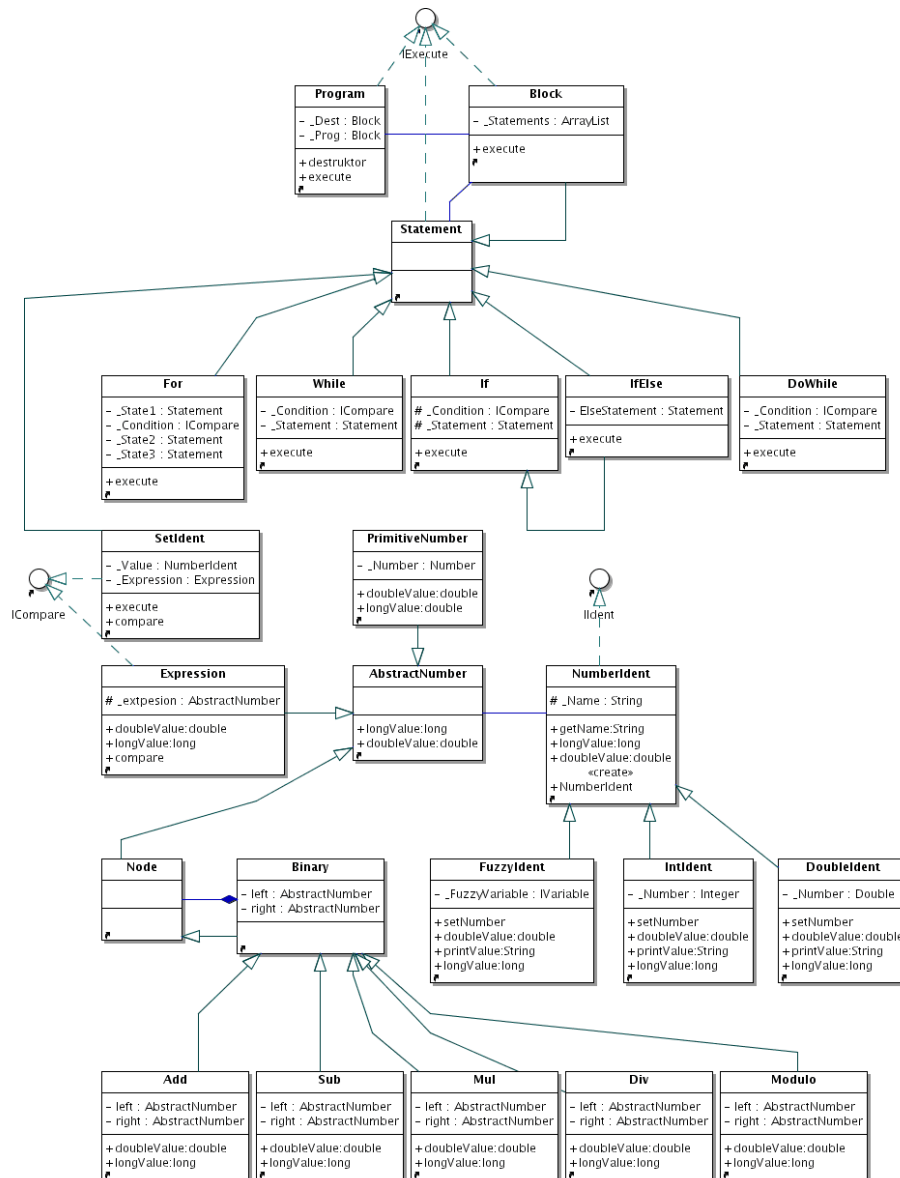 IExecute
Program
- _Dest : Block
- _Prog : Block
+ destruktor
+ execute
Block
- _Statements : ArrayList
+ execute
Statement
For
- _State1 : Statement
- _Condition : ICompare
- _State2 : Statement
- _State3 : Statement
+ execute
While
- _Condition : ICompare
- _Statement : Statement
+ execute
If
# _Condition : ICompare
# _Statement : Statement
+ execute
IfElse
- ElseStatement : Statement
+ execute
DoWhile
- _Condition : ICompare
- _Statement : Statement
+ execute
SetIdent
- _Value : NumberIdent
- _Expression : Expression
+ execute
+ compare
ICompare
PrimitiveNumber
- _Number : Number
+ doubleValue:double
+ longValue:double
IIdent
Expression
# _extpesion : AbstractNumber
+ doubleValue:double
+ longValue:long
+ compare
AbstractNumber
+ longValue:long
+ doubleValue:double
NumberIdent
# _Name : String
+ getName:String
+ longValue:long
+ doubleValue:double
«create»
+ NumberIdent
Node
Binary
- left : AbstractNumber
- right : AbstractNumber
FuzzyIdent
- _FuzzyVariable : IVariable
+ setNumber
+ doubleValue:double
+ printValue:String
+ longValue:long
IntIdent
- _Number : Integer
+ setNumber
+ doubleValue:double
+ printValue:String
+ longValue:long
DoubleIdent
- _Number : Double
+ setNumber
+ doubleValue:double
+ printValue:String
+ longValue:long
Add
- left : AbstractNumber
- right : AbstractNumber
+ doubleValue:double
+ longValue:long
Sub
- left : AbstractNumber
- right : AbstractNumber
+ doubleValue:double
+ longValue:long
Mul
- left : AbstractNumber
- right : AbstractNumber
+ doubleValue:double
+ longValue:long
Div
- left : AbstractNumber
- right : AbstractNumber
+ doubleValue:double
+ longValue:long
Modulo
- left : AbstractNumber
- right : AbstractNumber
+ doubleValue:double
+ longValue:long